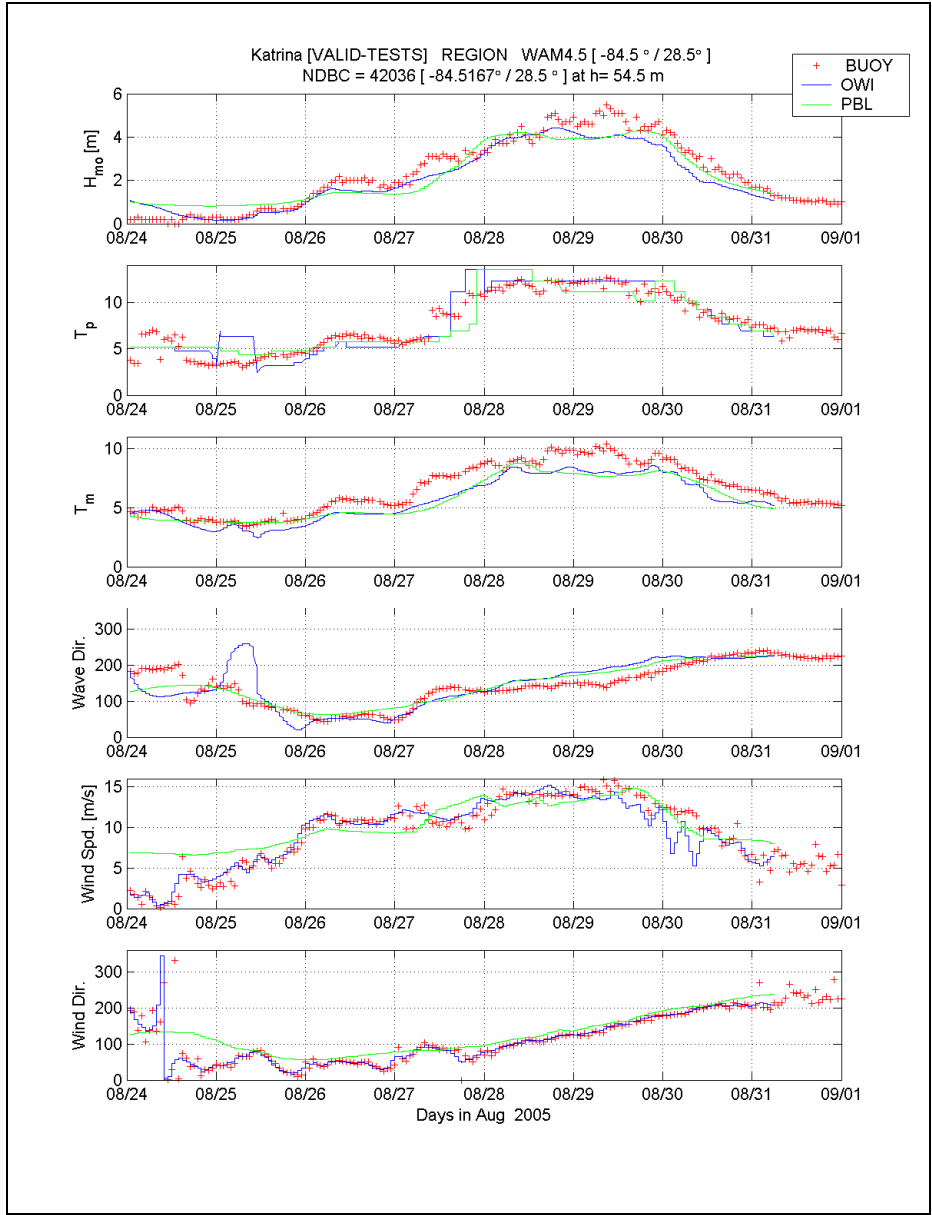 Katrina [VALID-TESTS] REGION WAM4.5 [ -84.5 ° / 28.5° ]
NDBC = 42036 [ -84.5167° / 28.5 ° ] at h= 54.5 m
BUOY
OWI
PBL
H_mo [m]
6
4
2
0
08/24 08/25 08/26 08/27 08/28 08/29 08/30 08/31 09/01
T_p
10
5
0
08/24 08/25 08/26 08/27 08/28 08/29 08/30 08/31 09/01
T_m
10
5
0
08/24 08/25 08/26 08/27 08/28 08/29 08/30 08/31 09/01
Wave Dir.
300
200
100
0
08/24 08/25 08/26 08/27 08/28 08/29 08/30 08/31 09/01
Wind Spd. [m/s]
15
10
5
0
08/24 08/25 08/26 08/27 08/28 08/29 08/30 08/31 09/01
Wind Dir.
300
200
100
0
08/24 08/25 08/26 08/27 08/28 08/29 08/30 08/31 09/01
Days in Aug 2005